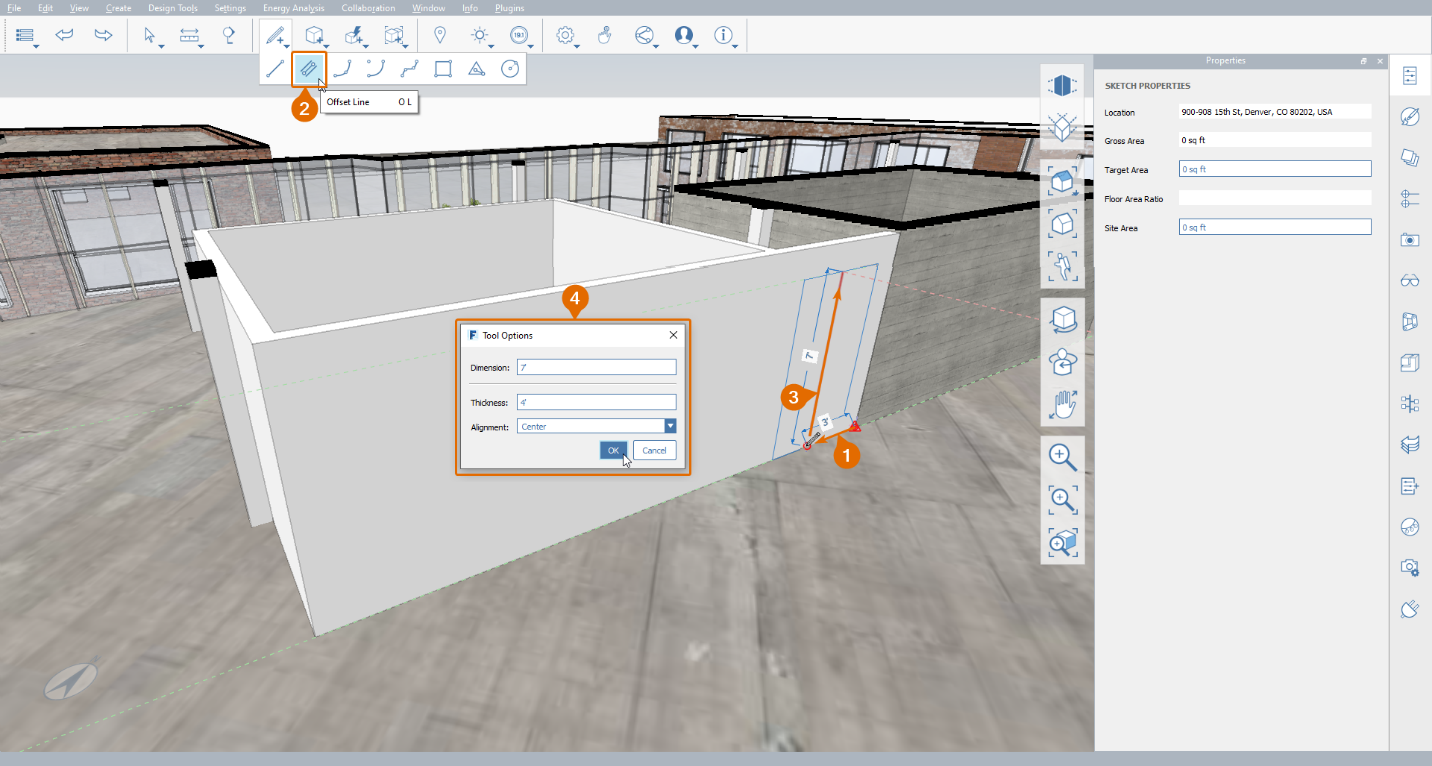 File Edit View Create Design Tools Settings Energy Analysis Collaboration Window Info Plugins
19.1
2
Offset Line O L
Properties
SKETCH PROPERTIES
Location 900-908 15th St, Denver, CO 80202, USA
Gross Area 0 sq ft
Target Area 0 sq ft
Floor Area Ratio
Site Area 0 sq ft
4
F Tool Options
Dimension: 7'
Thickness: 4'
Alignment: Center
OK Cancel
7'
3
3'
1